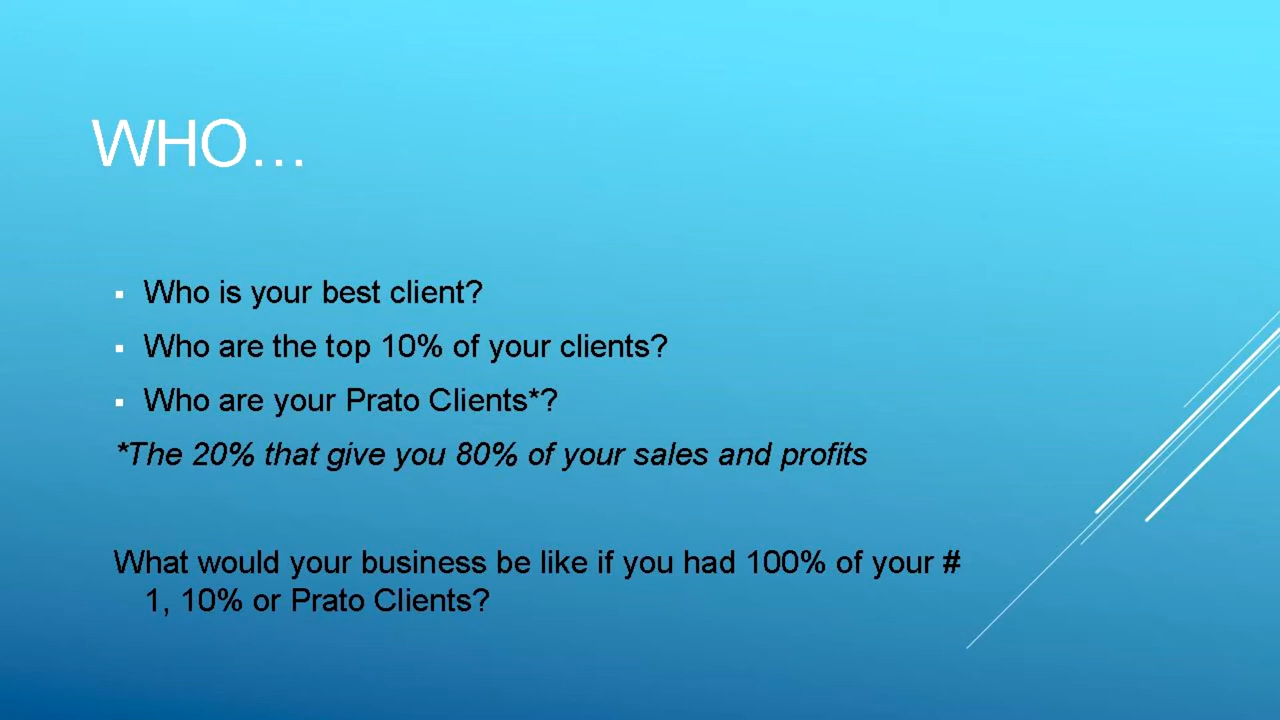 WHO...
▪ Who is your best client?
▪ Who are the top 10% of your clients?
▪ Who are your Prato Clients*?
*The 20% that give you 80% of your sales and profits
What would your business be like if you had 100% of your #
1, 10% or Prato Clients?